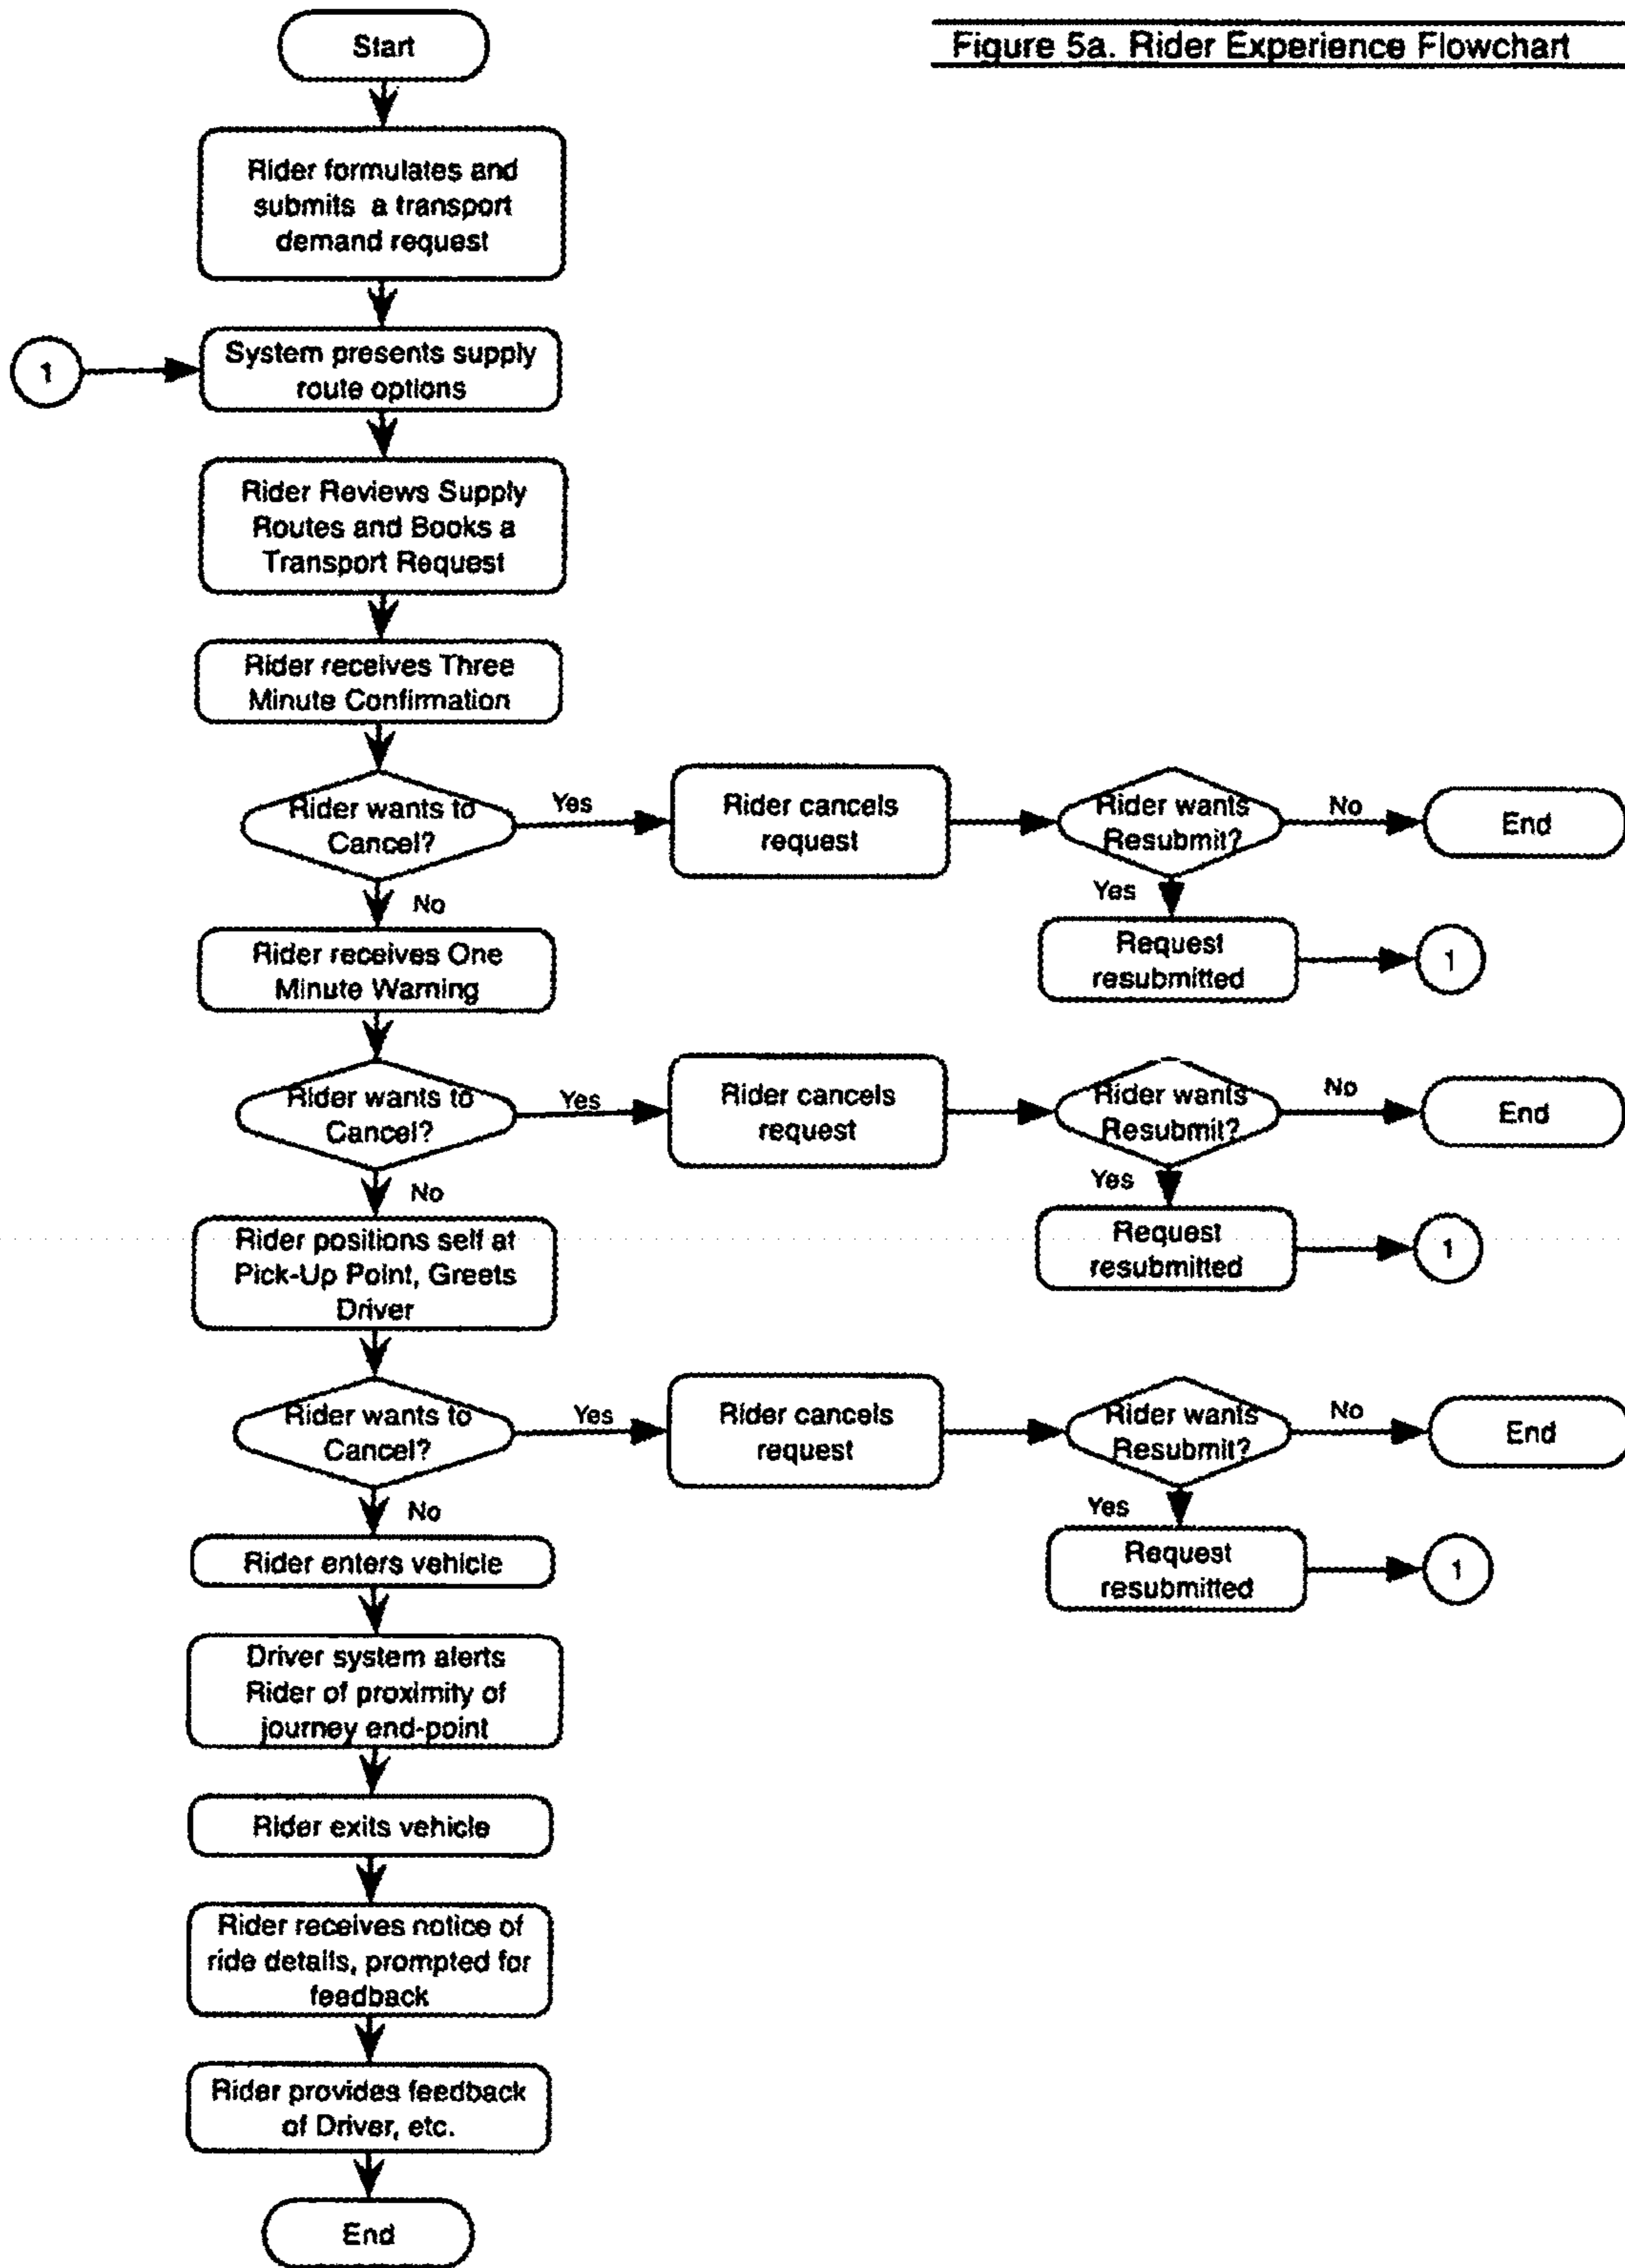 Figure 5a. Rider Experience Flowchart
Start
Rider formulates and
submits a transport
demand request
1
System presents supply
route options
Rider Reviews Supply
Routes and Books a
Transport Request
Rider receives Three
Minute Confirmation
Rider wants to
Cancel?
Yes
Rider cancels
request
Rider wants
Resubmit?
No
End
Yes
Request
resubmitted
1
No
Rider receives One
Minute Warning
Rider wants to
Cancel?
Yes
Rider cancels
request
Rider wants
Resubmit?
No
End
Yes
Request
resubmitted
1
No
Rider positions self at
Pick-Up Point, Greets
Driver
Rider wants to
Cancel?
Yes
Rider cancels
request
Rider wants
Resubmit?
No
End
Yes
Request
resubmitted
1
No
Rider enters vehicle
Driver system alerts
Rider of proximity of
journey end-point
Rider exits vehicle
Rider receives notice of
ride details, prompted for
feedback
Rider provides feedback
of Driver, etc.
End